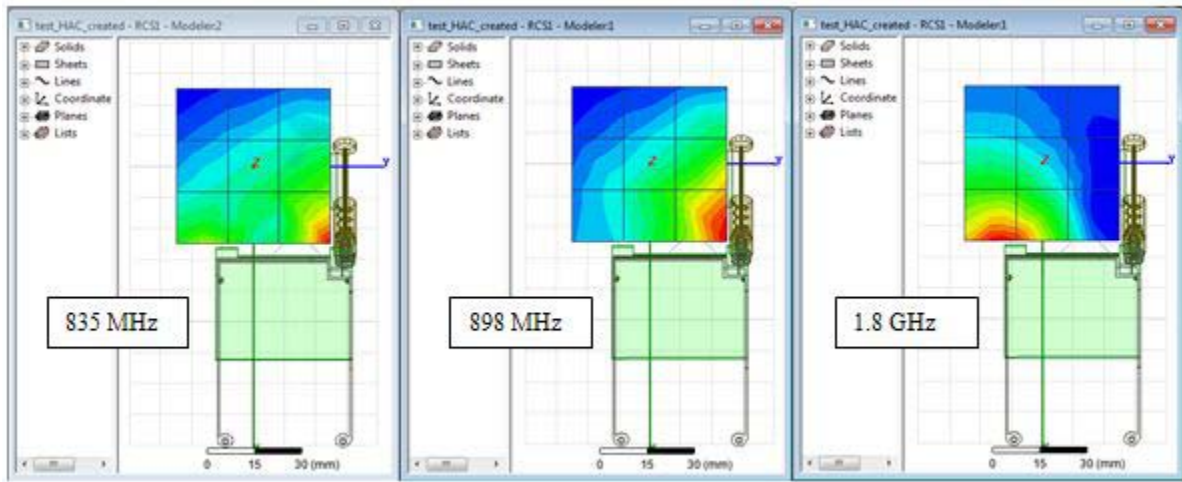 test_HAC_created - RCS1 - Modeler2
Solids
Sheets
Lines
Coordinate
Planes
Lists
Z
y
835 MHz
0 15 30 (mm)
test_HAC_created - RCS1 - Modeler1
Solids
Sheets
Lines
Coordinate
Planes
Lists
Z
y
898 MHz
0 15 30 (mm)
test_HAC_created - RCS1 - Modeler1
Solids
Sheets
Lines
Coordinate
Planes
Lists
Z
y
1.8 GHz
0 15 30 (mm)